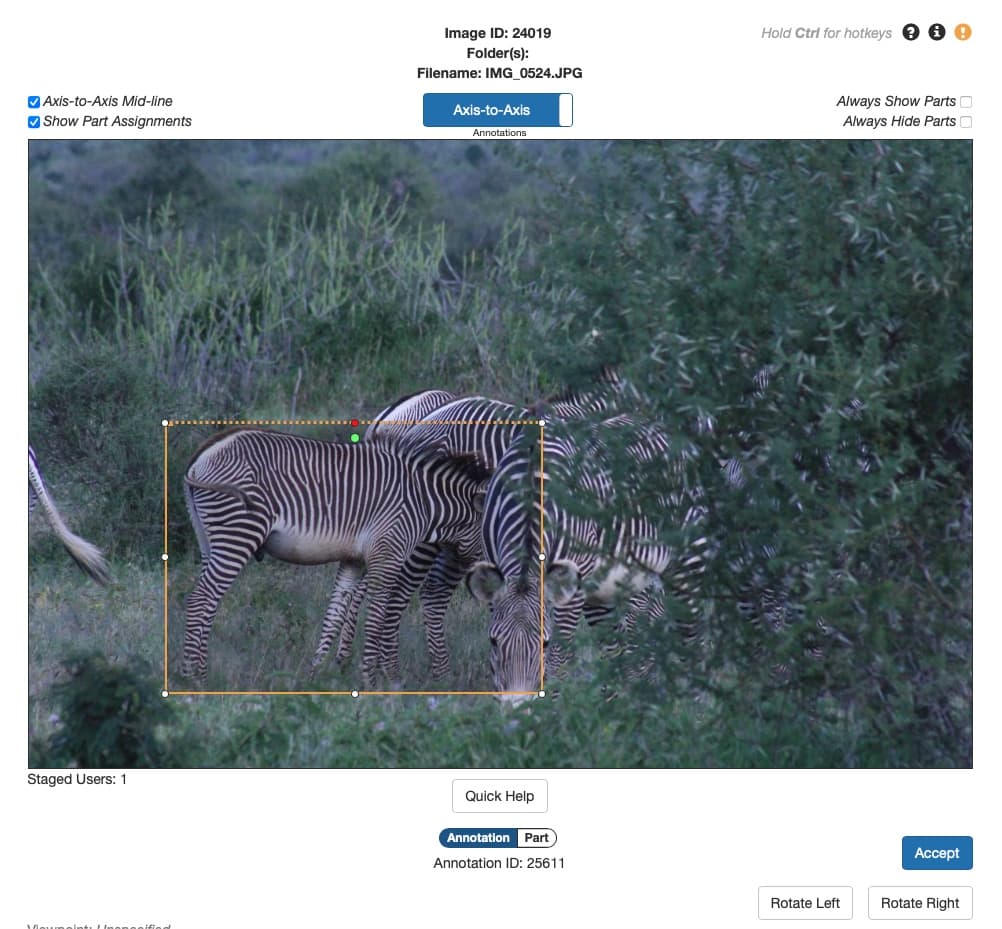 Image ID: 24019
Hold Ctrl for hotkeys
Folder(s):
Filename: IMG_0524.JPG
Axis-to-Axis Mid-line
Axis-to-Axis
Always Show Parts
Show Part Assignments
Always Hide Parts
Annotations
Staged Users: 1
Quick Help
Annotation Part
Annotation ID: 25611
Accept
Rotate Left
Rotate Right
Viewpoint: Unspecified